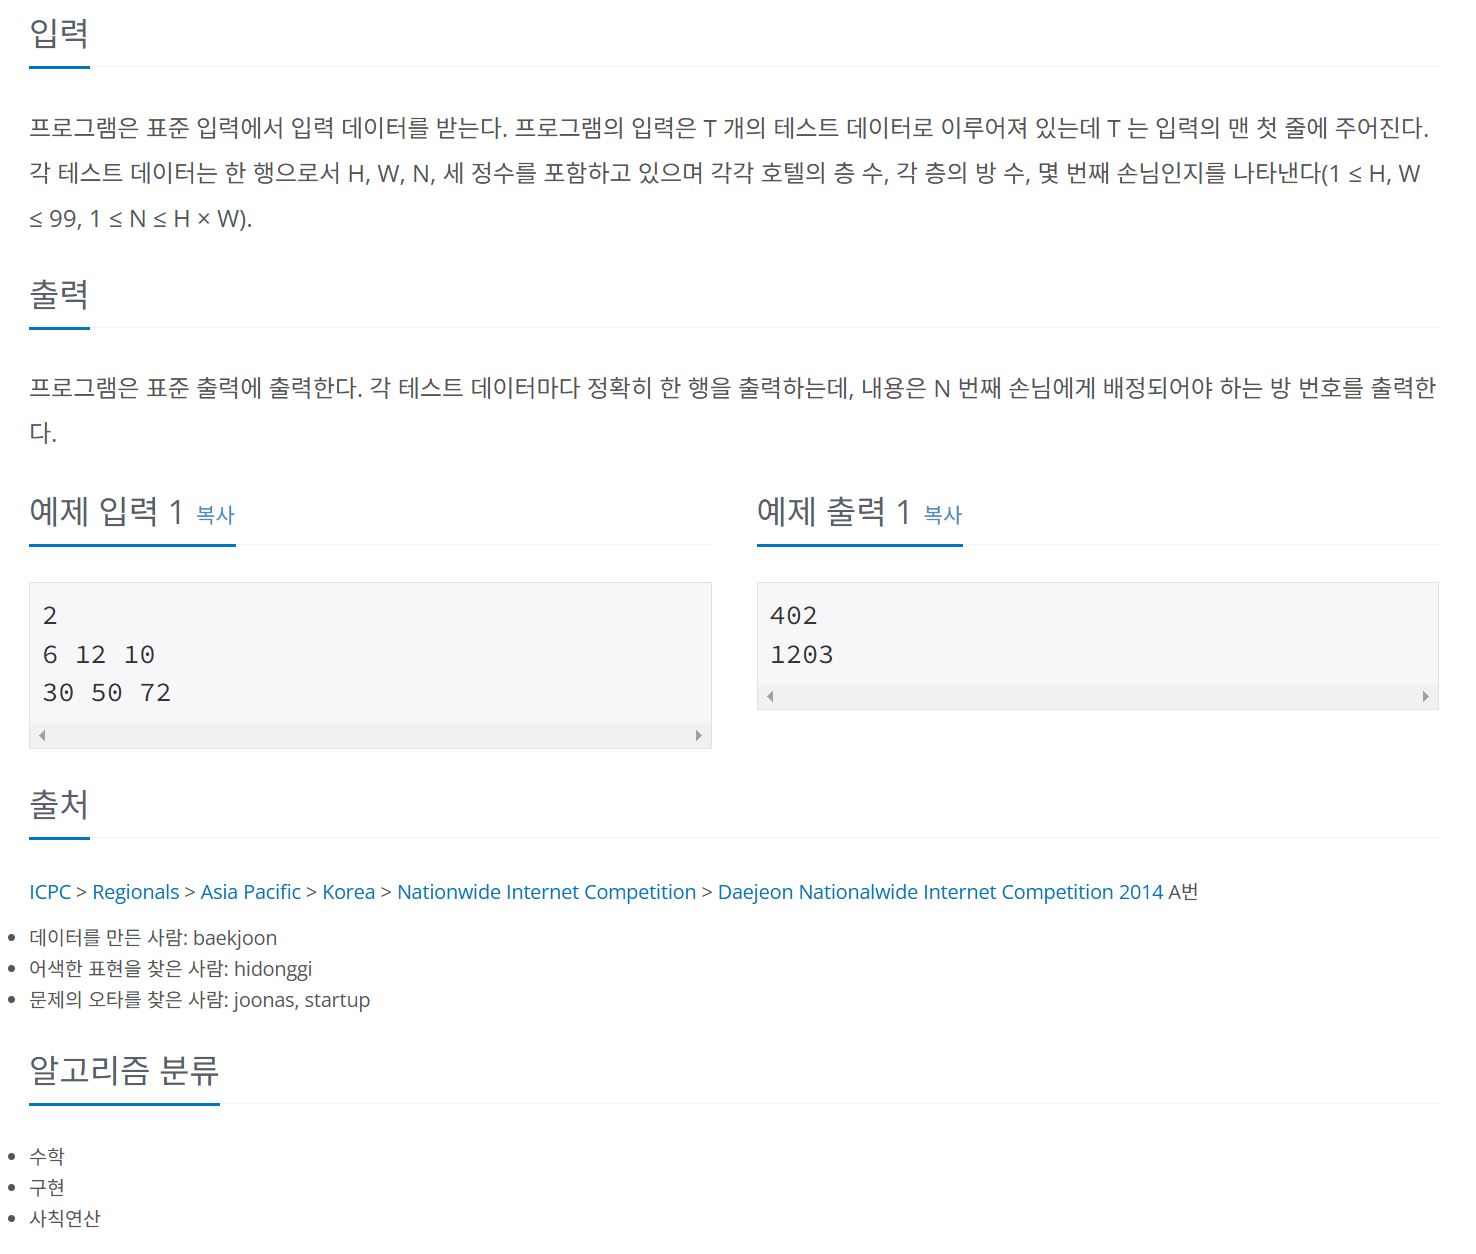 입력
프로그램은 표준 입력에서 입력 데이터를 받는다. 프로그램의 입력은 T 개의 테스트 데이터로 이루어져 있는데 T 는 입력의 맨 첫 줄에 주어진다.
각 테스트 데이터는 한 행으로서 H, W, N, 세 정수를 포함하고 있으며 각각 호텔의 층 수, 각 층의 방 수, 몇 번째 손님인지를 나타낸다(1 ≤ H, W
≤ 99, 1 ≤ N ≤ H × W).
출력
프로그램은 표준 출력에 출력한다. 각 테스트 데이터마다 정확히 한 행을 출력하는데, 내용은 N 번째 손님에게 배정되어야 하는 방 번호를 출력한
다.
예제 입력 1 복사
2
6 12 10
30 50 72
예제 출력 1 복사
402
1203
출처
ICPC > Regionals > Asia Pacific > Korea > Nationwide Internet Competition > Daejeon Nationalwide Internet Competition 2014 A번
데이터를 만든 사람: baekjoon
어색한 표현을 찾은 사람: hidonggi
문제의 오타를 찾은 사람: joonas, startup
알고리즘 분류
수학
구현
사칙연산